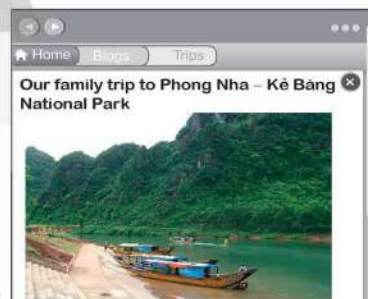 Home Blogs Trips
Our family trip to Phong Nha – Kẻ Bàng
National Park